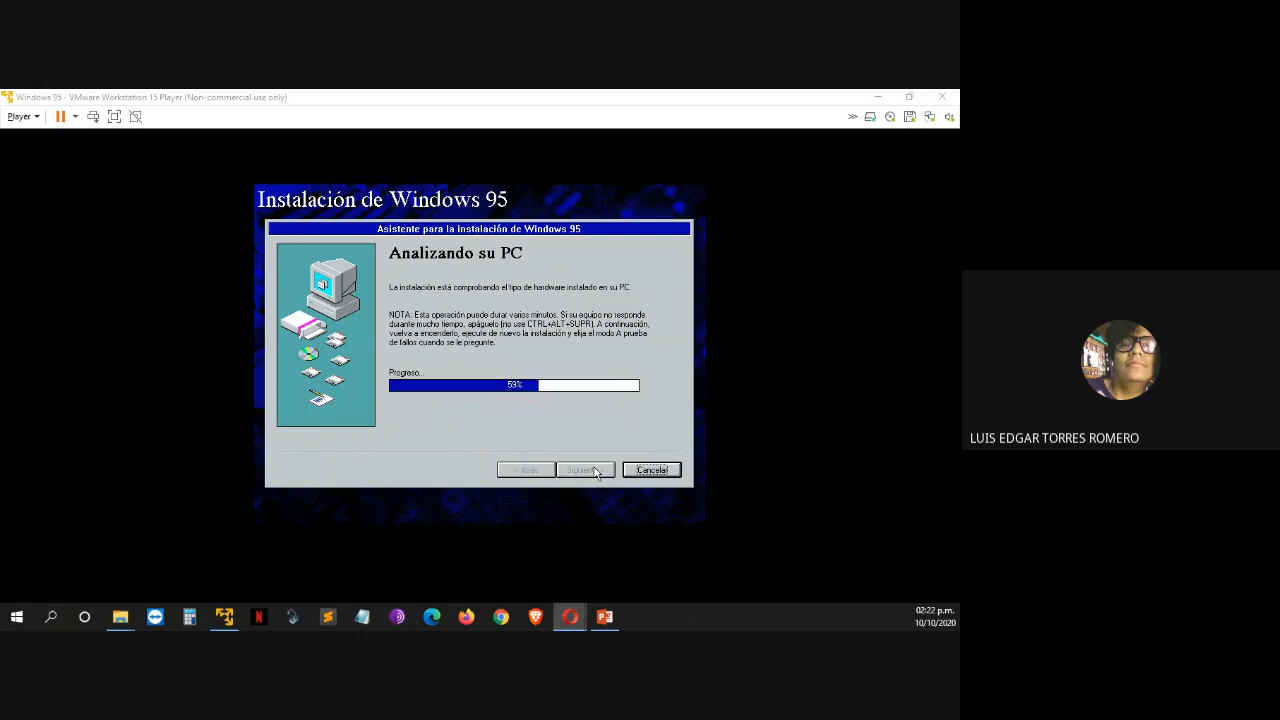 Windows 95 - VMware Workstation 15 Player (Non-commercial use only)
Player
Instalación de Windows 95
Asistente para la instalación de Windows 95
Analizando su PC
La instalación está comprobando el tipo de hardware instalado en su PC.
NOTA: Esta operación puede durar varios minutos. Si su equipo no responde
durante mucho tiempo, apáguelo (no use CTRL+ALT+SUPR). A continuación,
vuelva a encenderlo, ejecute de nuevo la instalación y elija el modo A prueba
de fallos cuando se le pregunte.
Progreso...
59%
< Atrás
Cancelar
LUIS EDGAR TORRES ROMERO
02:22 p.m.
10/10/2020